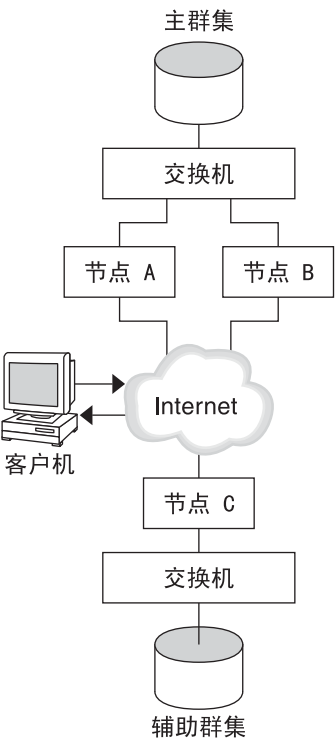 主群集
交换机
节点 A
节点 B
Internet
客户机
节点 C
交换机
辅助群集